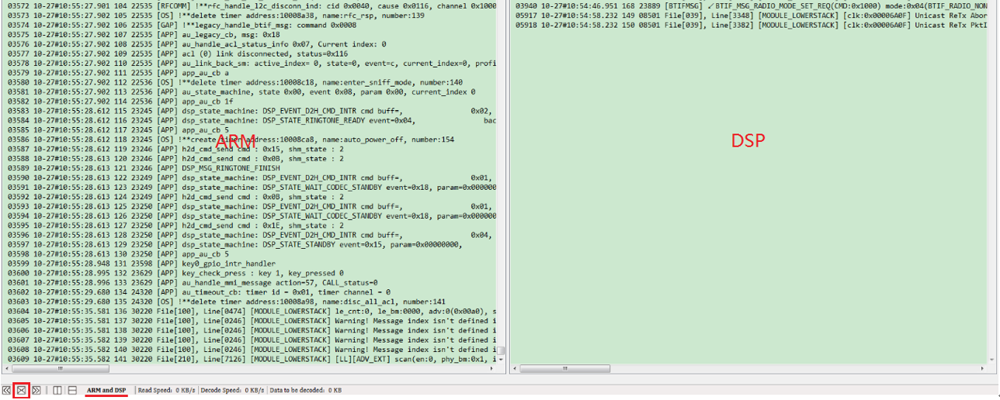 03572 10-27#10:55:27.901 104 22535 [RFCOMM] !**rfc_handle_l2c_disconn_ind: cid 0x0040, cause 0x0116, channel 0x1000
03573 10-27#10:55:27.902 105 22535 [OS] !**delete timer address:10008a38, name:rfc_rsp, number:139
03574 10-27#10:55:27.902 106 22535 [GAP] !**legacy_handle_btif_msg: command 0x0008
03575 10-27#10:55:27.902 107 22535 [APP] au_legacy_cb, msg: 0x18
03576 10-27#10:55:27.902 108 22535 [APP] au_handle_acl_status_info 0x07, Current index: 0
03577 10-27#10:55:27.902 109 22535 [APP] acl (0) link disconnected, status=0x116
03578 10-27#10:55:27.902 110 22535 [APP] au_link_back_sm: active_index= 0, state=0, event=c, current_index=0, profi
03579 10-27#10:55:27.902 111 22535 [APP] app_au_cb a
03580 10-27#10:55:27.902 112 22536 [OS] !**delete timer address:10008c18, name:enter_sniff_mode, number:140
03581 10-27#10:55:27.902 113 22536 [APP] au_state_machine, state 0x00, event 0x08, param 0x00, current_index 0
03582 10-27#10:55:27.902 114 22536 [APP] app_au_cb 1f
03583 10-27#10:55:28.612 115 23245 [APP] dsp_state_machine: DSP_EVENT_D2H_CMD_INTR cmd buff=, 0x02,
03584 10-27#10:55:28.612 116 23245 [APP] dsp_state_machine: DSP_STATE_RINGTONE_READY event=0x04, bac
03585 10-27#10:55:28.612 117 23245 [APP] app_au_cb 5
03586 10-27#10:55:28.612 118 23245 [OS] !**create timer address:10008ca8, name:auto_power_off, number:154
ARM
03587 10-27#10:55:28.612 119 23246 [APP] h2d_cmd_send cmd : 0x15, shm_state : 2
03588 10-27#10:55:28.613 120 23246 [APP] h2d_cmd_send cmd : 0x0B, shm_state : 2
03589 10-27#10:55:28.613 121 23246 [APP] DSP_MSG_RINGTONE_FINISH
03590 10-27#10:55:28.613 122 23249 [APP] dsp_state_machine: DSP_EVENT_D2H_CMD_INTR cmd buff=, 0x01,
03591 10-27#10:55:28.613 123 23249 [APP] dsp_state_machine: DSP_STATE_WAIT_CODEC_STANDBY event=0x18, param=0x000000
03592 10-27#10:55:28.613 124 23249 [APP] h2d_cmd_send cmd : 0x0B, shm_state : 2
03593 10-27#10:55:28.613 125 23250 [APP] dsp_state_machine: DSP_EVENT_D2H_CMD_INTR cmd buff=, 0x01,
03594 10-27#10:55:28.613 126 23250 [APP] dsp_state_machine: DSP_STATE_WAIT_CODEC_STANDBY event=0x18, param=0x000000
03595 10-27#10:55:28.613 127 23250 [APP] h2d_cmd_send cmd : 0x1E, shm_state : 2
03596 10-27#10:55:28.613 128 23250 [APP] dsp_state_machine: DSP_EVENT_D2H_CMD_INTR cmd buff=, 0x04,
03597 10-27#10:55:28.613 129 23250 [APP] dsp_state_machine: DSP_STATE_STANDBY event=0x15, param=0x00000000,
03598 10-27#10:55:28.613 130 23250 [APP] app_au_cb 5
03599 10-27#10:55:28.948 131 23598 [APP] key0_gpio_intr_handler
03600 10-27#10:55:28.995 132 23629 [APP] key_check_press : key 1, key_pressed 0
03601 10-27#10:55:28.996 133 23629 [APP] au_handle_mmi_message action=57, CALL_status=0
03602 10-27#10:55:29.680 134 24320 [APP] au_timeout_cb: timer id = 0x01, timer channel = 0
03603 10-27#10:55:29.680 135 24320 [OS] !**delete timer address:10008a98, name:disc_all_acl, number:141
03604 10-27#10:55:35.581 136 30220 File[100], Line[0474] [MODULE_LOWERSTACK] le_cnt:0, le_bm:0000, adv:0(0x00a0), s
03605 10-27#10:55:35.581 137 30220 File[100], Line[0246] [MODULE_LOWERSTACK] Warning! Message index isn't defined i
03606 10-27#10:55:35.581 138 30220 File[100], Line[0246] [MODULE_LOWERSTACK] Warning! Message index isn't defined i
03607 10-27#10:55:35.582 139 30220 File[100], Line[0246] [MODULE_LOWERSTACK] Warning! Message index isn't defined i
03608 10-27#10:55:35.582 140 30220 File[100], Line[0246] [MODULE_LOWERSTACK] Warning! Message index isn't defined i
03609 10-27#10:55:35.582 141 30220 File[210], Line[7126] [MODULE_LOWERSTACK] [LL][ADV_EXT] scan(en:0, phy_bm:0x1, i
03940 10-27#10:54:46.951 168 23889 [BTIFMSG] ↙BTIF_MSG_RADIO_MODE_SET_REQ(CMD:0x1000) mode:0x04(BTIF_RADIO_NON
05917 10-27#10:54:58.232 149 08501 File[039], Line[3348] [MODULE_LOWERSTACK] [clk:0x00006A0F] Unicast ReTx Abor
05918 10-27#10:54:58.232 150 08501 File[039], Line[3382] [MODULE_LOWERSTACK] [clk:0x00006A0F] Unicast ReTx PktI
DSP
ARM and DSP Read Speed: 0 KB/s Decode Speed: 0 KB/s Data to be decoded: 0 KB